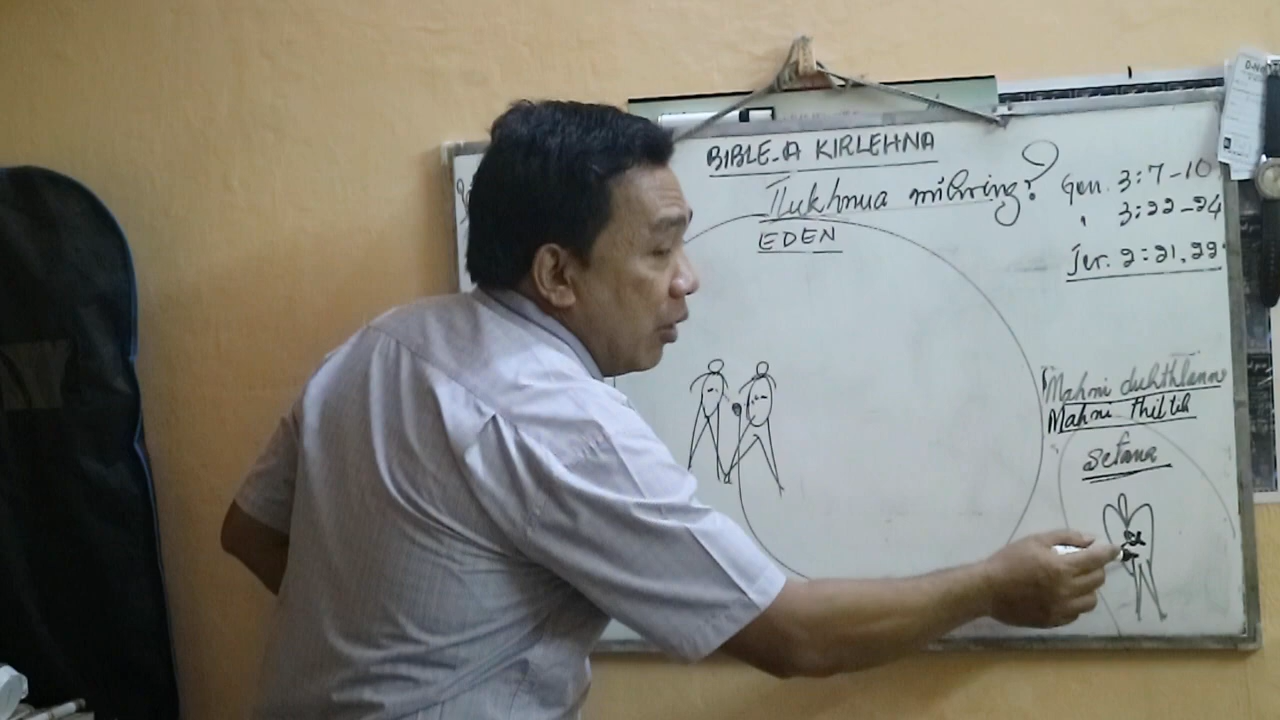 BIBLE-A KIRLEHNA
Tlukhnua mihring?
Gen. 3:7-10
" 3:22-24
Jer. 2:21,22
EDEN
Mahni duhthlanna
Mahni thiltih
Setana